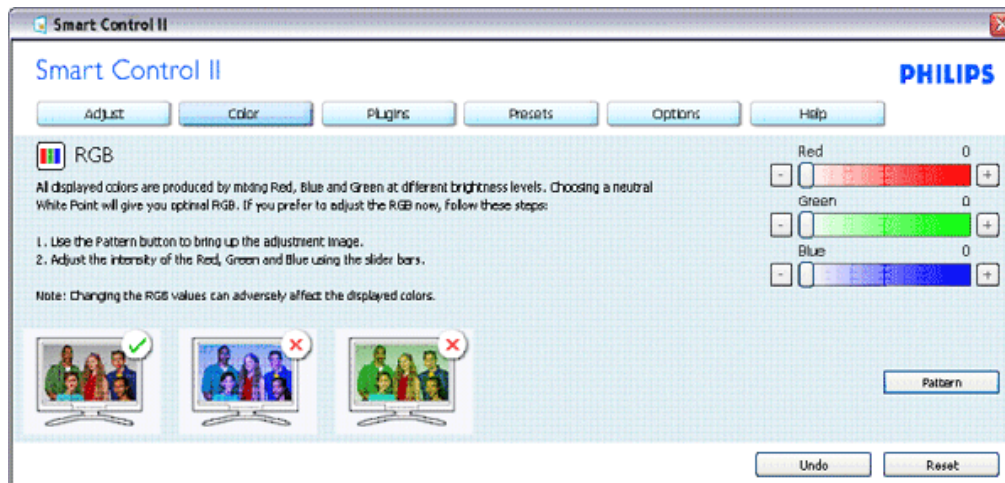 Smart Control II
Smart Control II
PHILIPS
Adjust
Color
Plugins
Presets
Options
Help
RGB
All displayed colors are produced by mixing Red, Blue and Green at different brightness levels. Choosing a neutral
White Point will give you optimal RGB. If you prefer to adjust the RGB now, follow these steps:
1. Use the Pattern button to bring up the adjustment image.
2. Adjust the intensity of the Red, Green and Blue using the slider bars.
Note: Changing the RGB values can adversely affect the displayed colors.
Red 0
- +
Green 0
- +
Blue 0
- +
Pattern
Undo
Reset